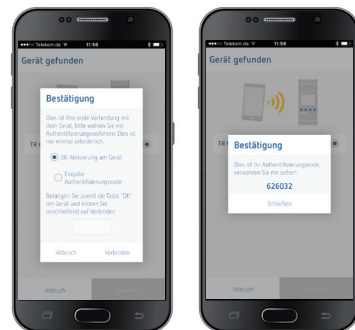 Telekom.de 11:56
Gerät gefunden
Bestätigung
Dies ist Ihre erste Verbindung mit
dem Gerät, bitte wählen Sie ein
Authentifizierungsverfahren. Dies ist
nur einmal erforderlich.
OK-Aktivierung am Gerät
Eingabe
Authentifizierungscode
Betätigen Sie zuerst die Taste "OK"
am Gerät und klicken Sie
anschließend auf Verbinden
Abbruch Verbinden
Abbruch
Telekom.de 11:56
Gerät gefunden
TR
Bestätigung
Dies ist Ihr Authentifizierungscode,
verwahren Sie ihn sicher!
626032
Schließen
Abbruch